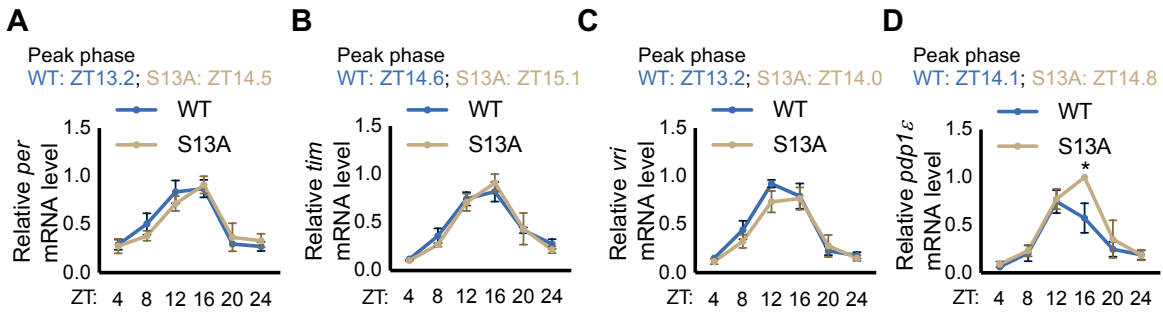 A
Peak phase
WT: ZT13.2; S13A: ZT14.5
WT
S13A
Relative per
mRNA level
1.5
1.0
0.5
0.0
ZT: 4 8 12 16 20 24
B
Peak phase
WT: ZT14.6; S13A: ZT15.1
WT
S13A
Relative tim
mRNA level
1.5
1.0
0.5
0.0
ZT: 4 8 12 16 20 24
C
Peak phase
WT: ZT13.2; S13A: ZT14.0
WT
S13A
Relative vri
mRNA level
1.5
1.0
0.5
0.0
ZT: 4 8 12 16 20 24
D
Peak phase
WT: ZT14.1; S13A: ZT14.8
WT
S13A
Relative pdp1ε
mRNA level
1.5
1.0
0.5
0.0
*
ZT: 4 8 12 16 20 24